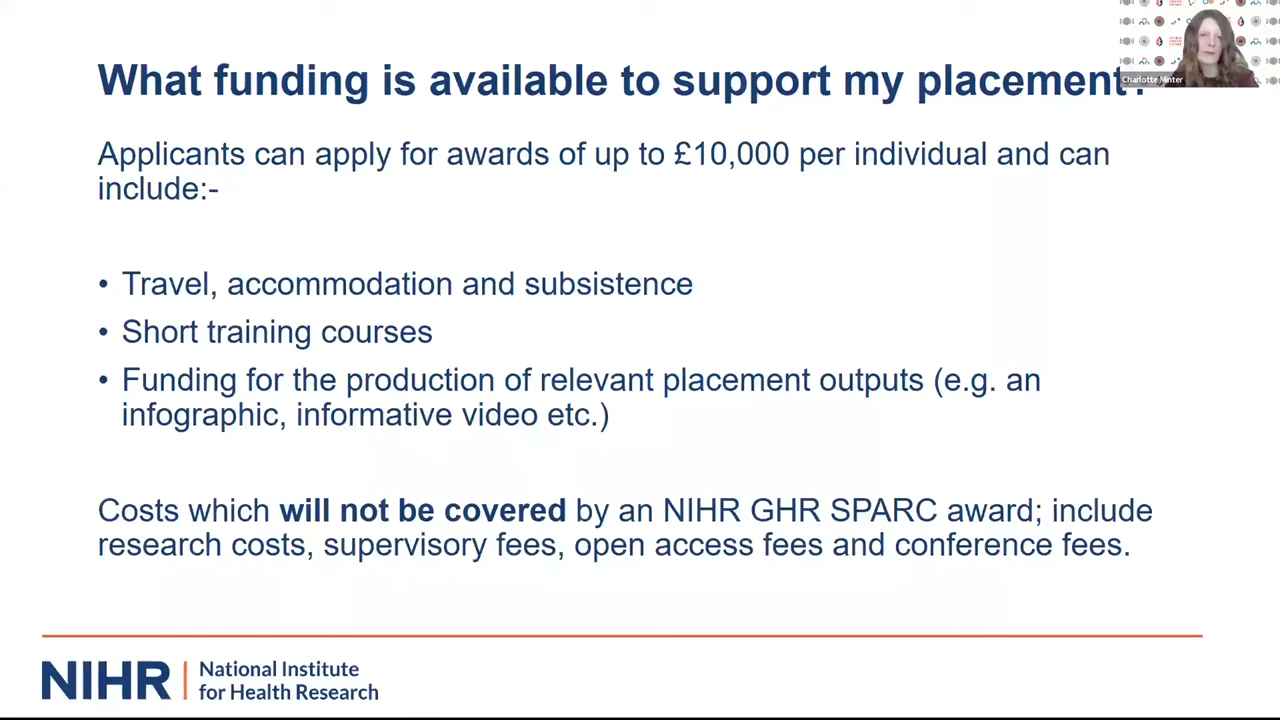 What funding is available to support my placement?
Charlotte Minter
Applicants can apply for awards of up to £10,000 per individual and can
include:-
• Travel, accommodation and subsistence
• Short training courses
• Funding for the production of relevant placement outputs (e.g. an
infographic, informative video etc.)
Costs which will not be covered by an NIHR GHR SPARC award; include
research costs, supervisory fees, open access fees and conference fees.
NIHR | National Institute
for Health Research